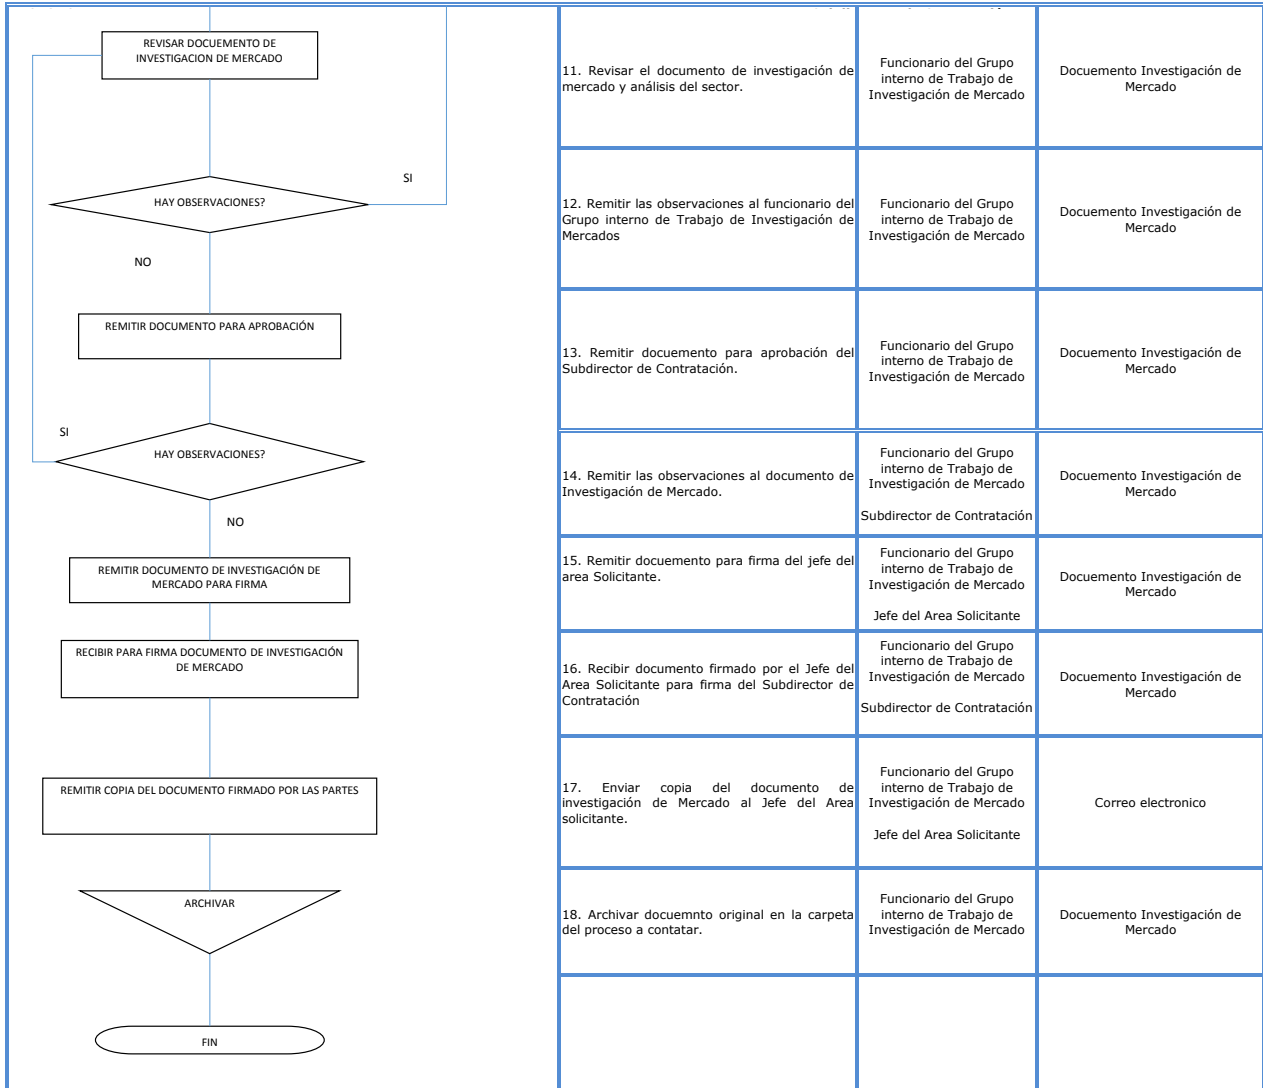 REVISAR DOCUEMENTO DE
INVESTIGACION DE MERCADO
11. Revisar el documento de investigación de
mercado y análisis del sector.
Funcionario del Grupo
interno de Trabajo de
Investigación de Mercado
Docuemento Investigación de
Mercado
SI
HAY OBSERVACIONES?
NO
12. Remitir las observaciones al funcionario del
Grupo interno de Trabajo de Investigación de
Mercados
Funcionario del Grupo
interno de Trabajo de
Investigación de Mercado
Docuemento Investigación de
Mercado
REMITIR DOCUMENTO PARA APROBACIÓN
13. Remitir docuemento para aprobación del
Subdirector de Contratación.
Funcionario del Grupo
interno de Trabajo de
Investigación de Mercado
Docuemento Investigación de
Mercado
SI
HAY OBSERVACIONES?
NO
14. Remitir las observaciones al documento de
Investigación de Mercado.
Funcionario del Grupo
interno de Trabajo de
Investigación de Mercado
Subdirector de Contratación
Docuemento Investigación de
Mercado
REMITIR DOCUMENTO DE INVESTIGACIÓN DE
MERCADO PARA FIRMA
15. Remitir docuemento para firma del jefe del
area Solicitante.
Funcionario del Grupo
interno de Trabajo de
Investigación de Mercado
Jefe del Area Solicitante
Docuemento Investigación de
Mercado
RECIBIR PARA FIRMA DOCUMENTO DE INVESTIGACIÓN
DE MERCADO
16. Recibir documento firmado por el Jefe del
Area Solicitante para firma del Subdirector de
Contratación
Funcionario del Grupo
interno de Trabajo de
Investigación de Mercado
Subdirector de Contratación
Docuemento Investigación de
Mercado
REMITIR COPIA DEL DOCUMENTO FIRMADO POR LAS PARTES
17. Enviar copia del documento de
investigación de Mercado al Jefe del Area
solicitante.
Funcionario del Grupo
interno de Trabajo de
Investigación de Mercado
Jefe del Area Solicitante
Correo electronico
ARCHIVAR
18. Archivar docuemnto original en la carpeta
del proceso a contatar.
Funcionario del Grupo
interno de Trabajo de
Investigación de Mercado
Docuemento Investigación de
Mercado
FIN